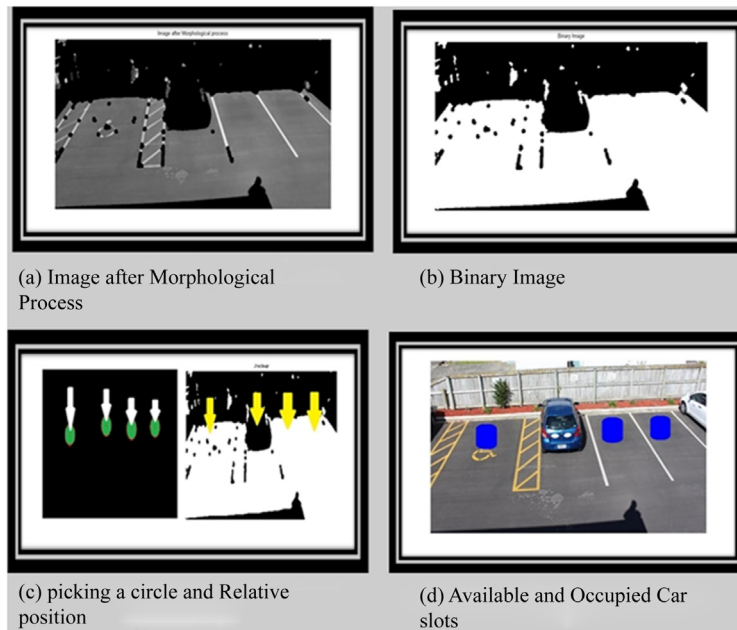 Image after Morphological process
Binary Image
(a) Image after Morphological
Process
(b) Binary Image
(c) picking a circle and Relative
position
(d) Available and Occupied Car
slots